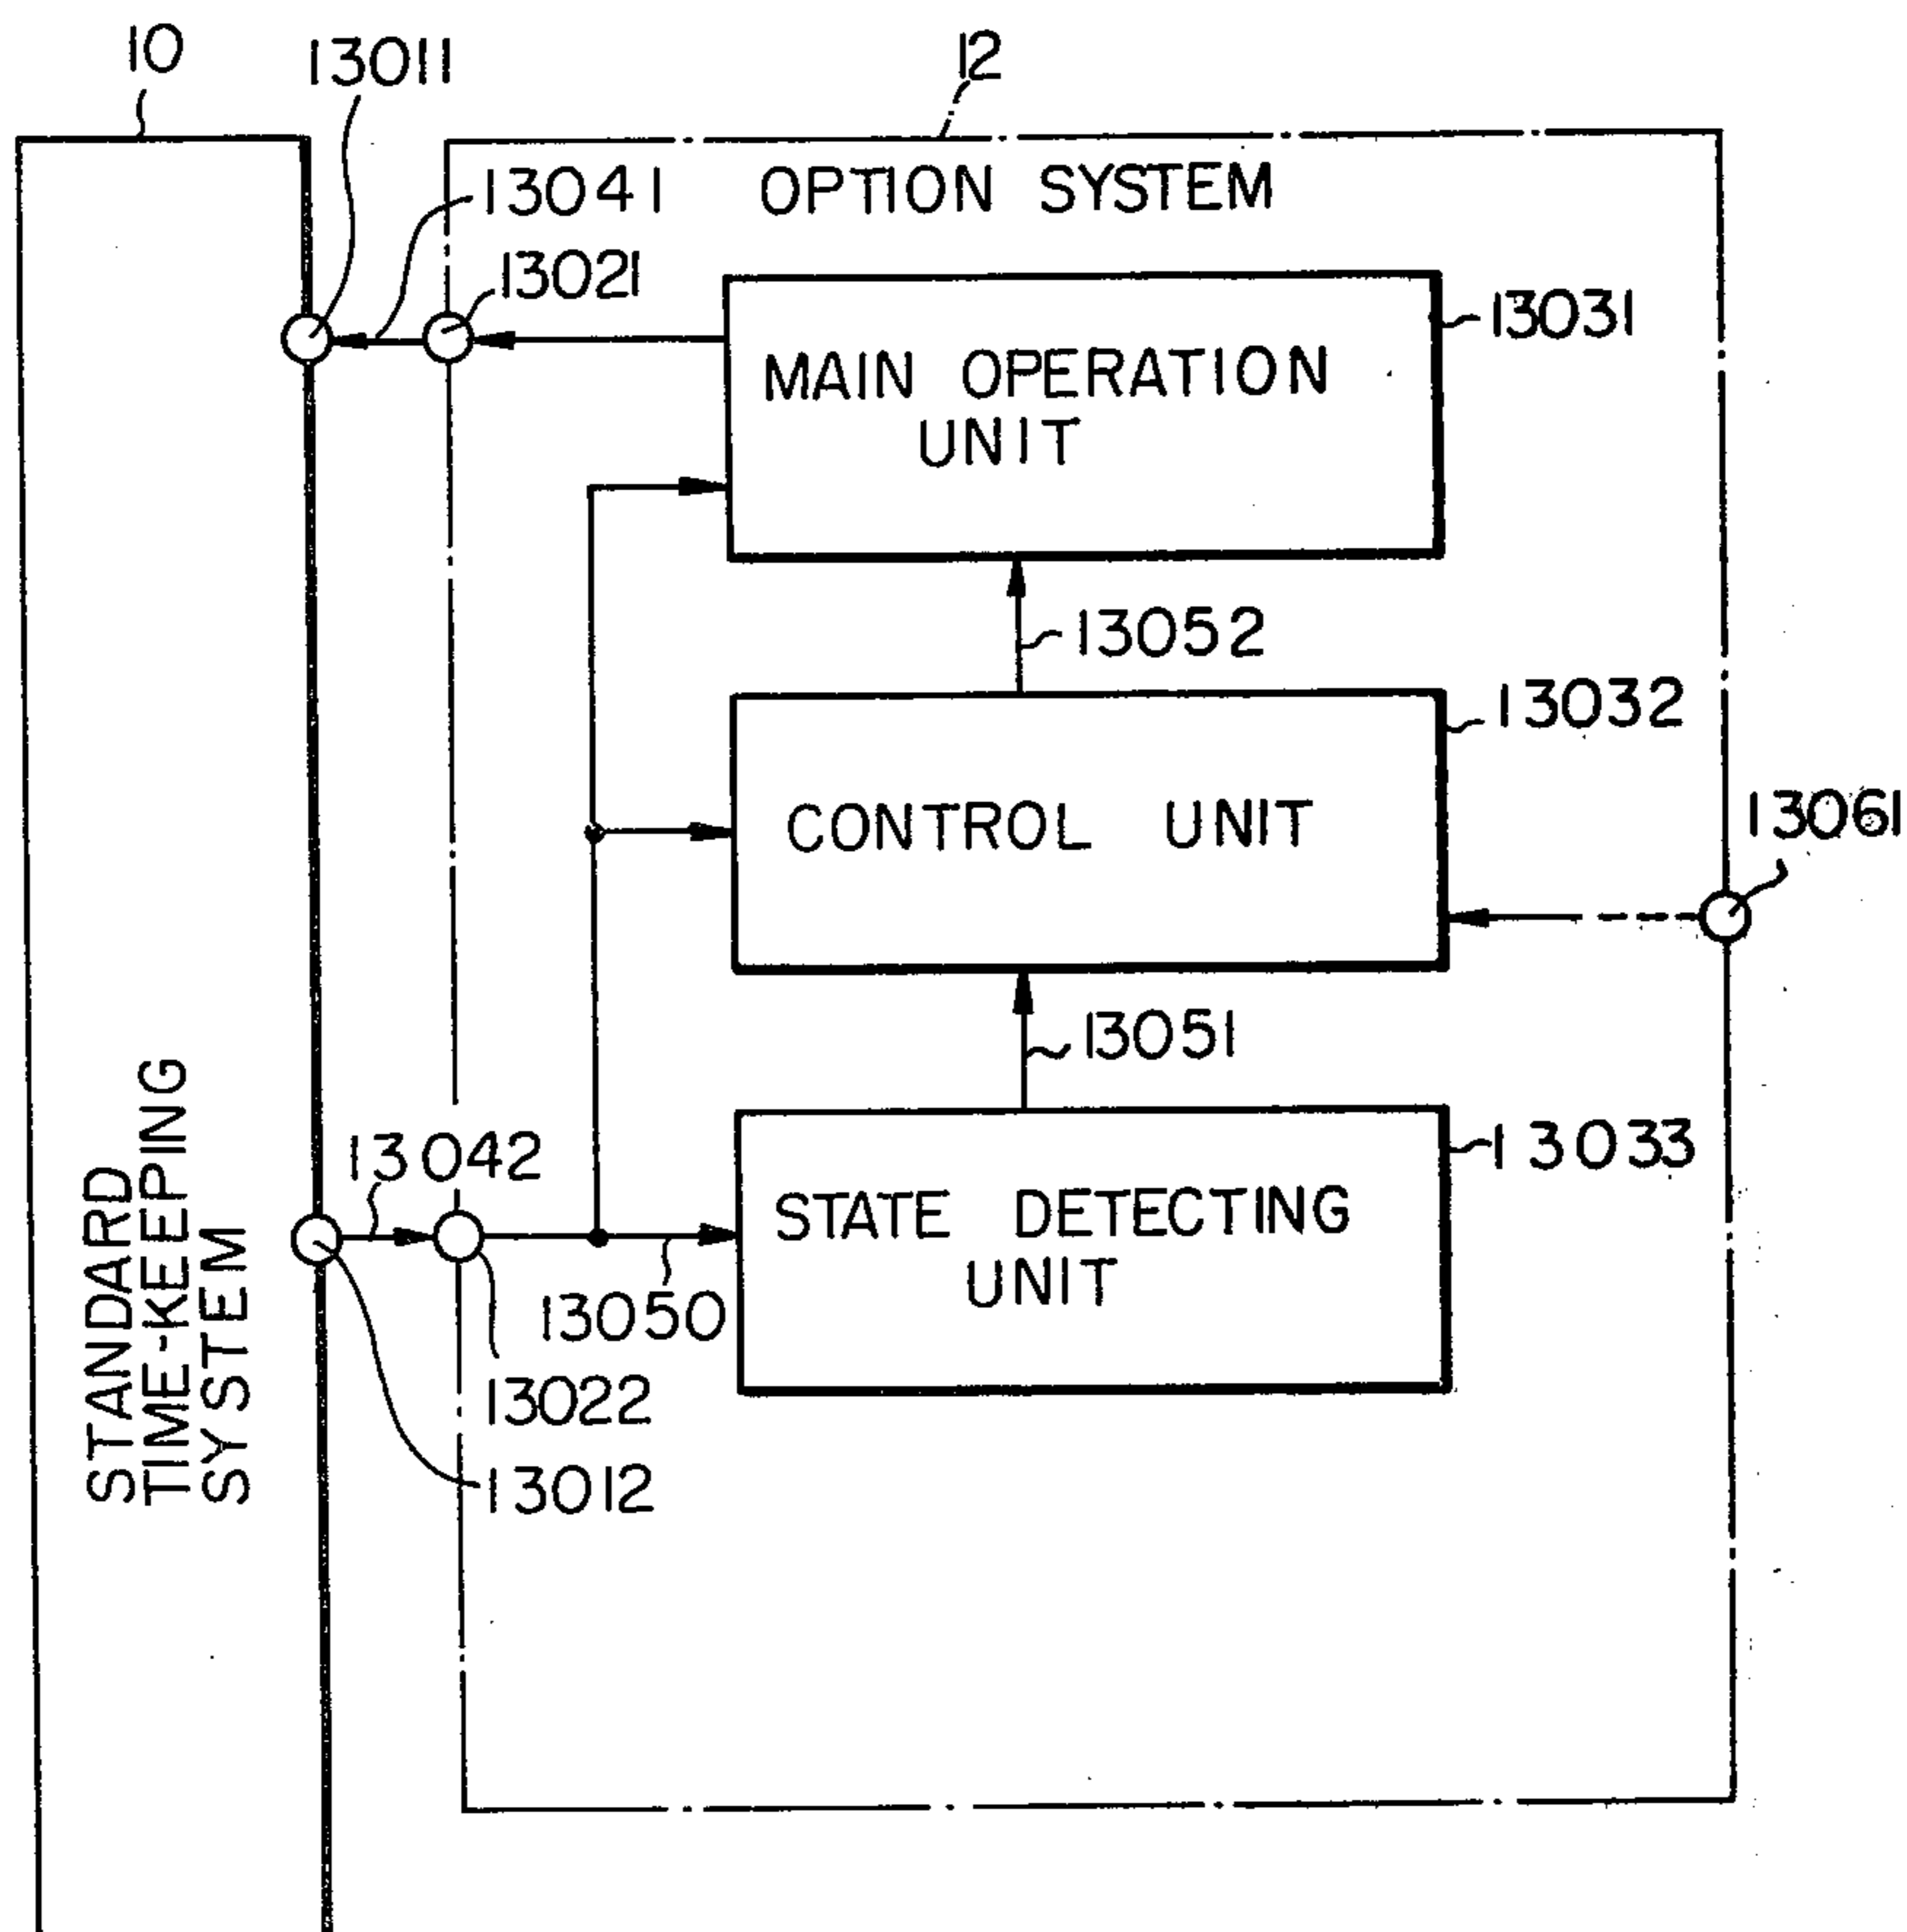 10
13011
12
13041
OPTION SYSTEM
13021
13031
MAIN OPERATION
UNIT
13052
13032
CONTROL UNIT
13061
13051
13042
13033
STATE DETECTING
UNIT
13050
13022
13012
STANDARD
TIME-KEEPING
SYSTEM